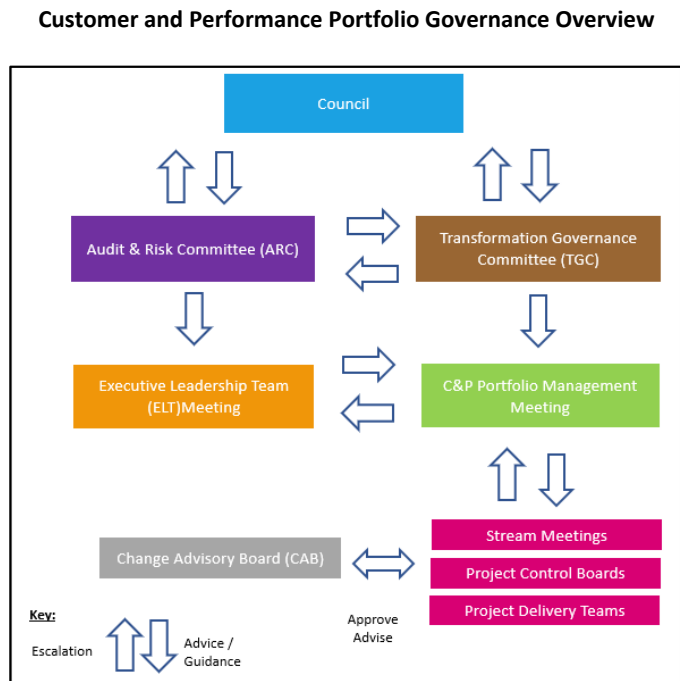 Customer and Performance Portfolio Governance Overview
Council
Audit & Risk Committee (ARC)
Transformation Governance
Committee (TGC)
Executive Leadership Team
(ELT)Meeting
C&P Portfolio Management
Meeting
Change Advisory Board (CAB)
Stream Meetings
Project Control Boards
Project Delivery Teams
Key:
Escalation
Advice /
Guidance
Approve
Advise